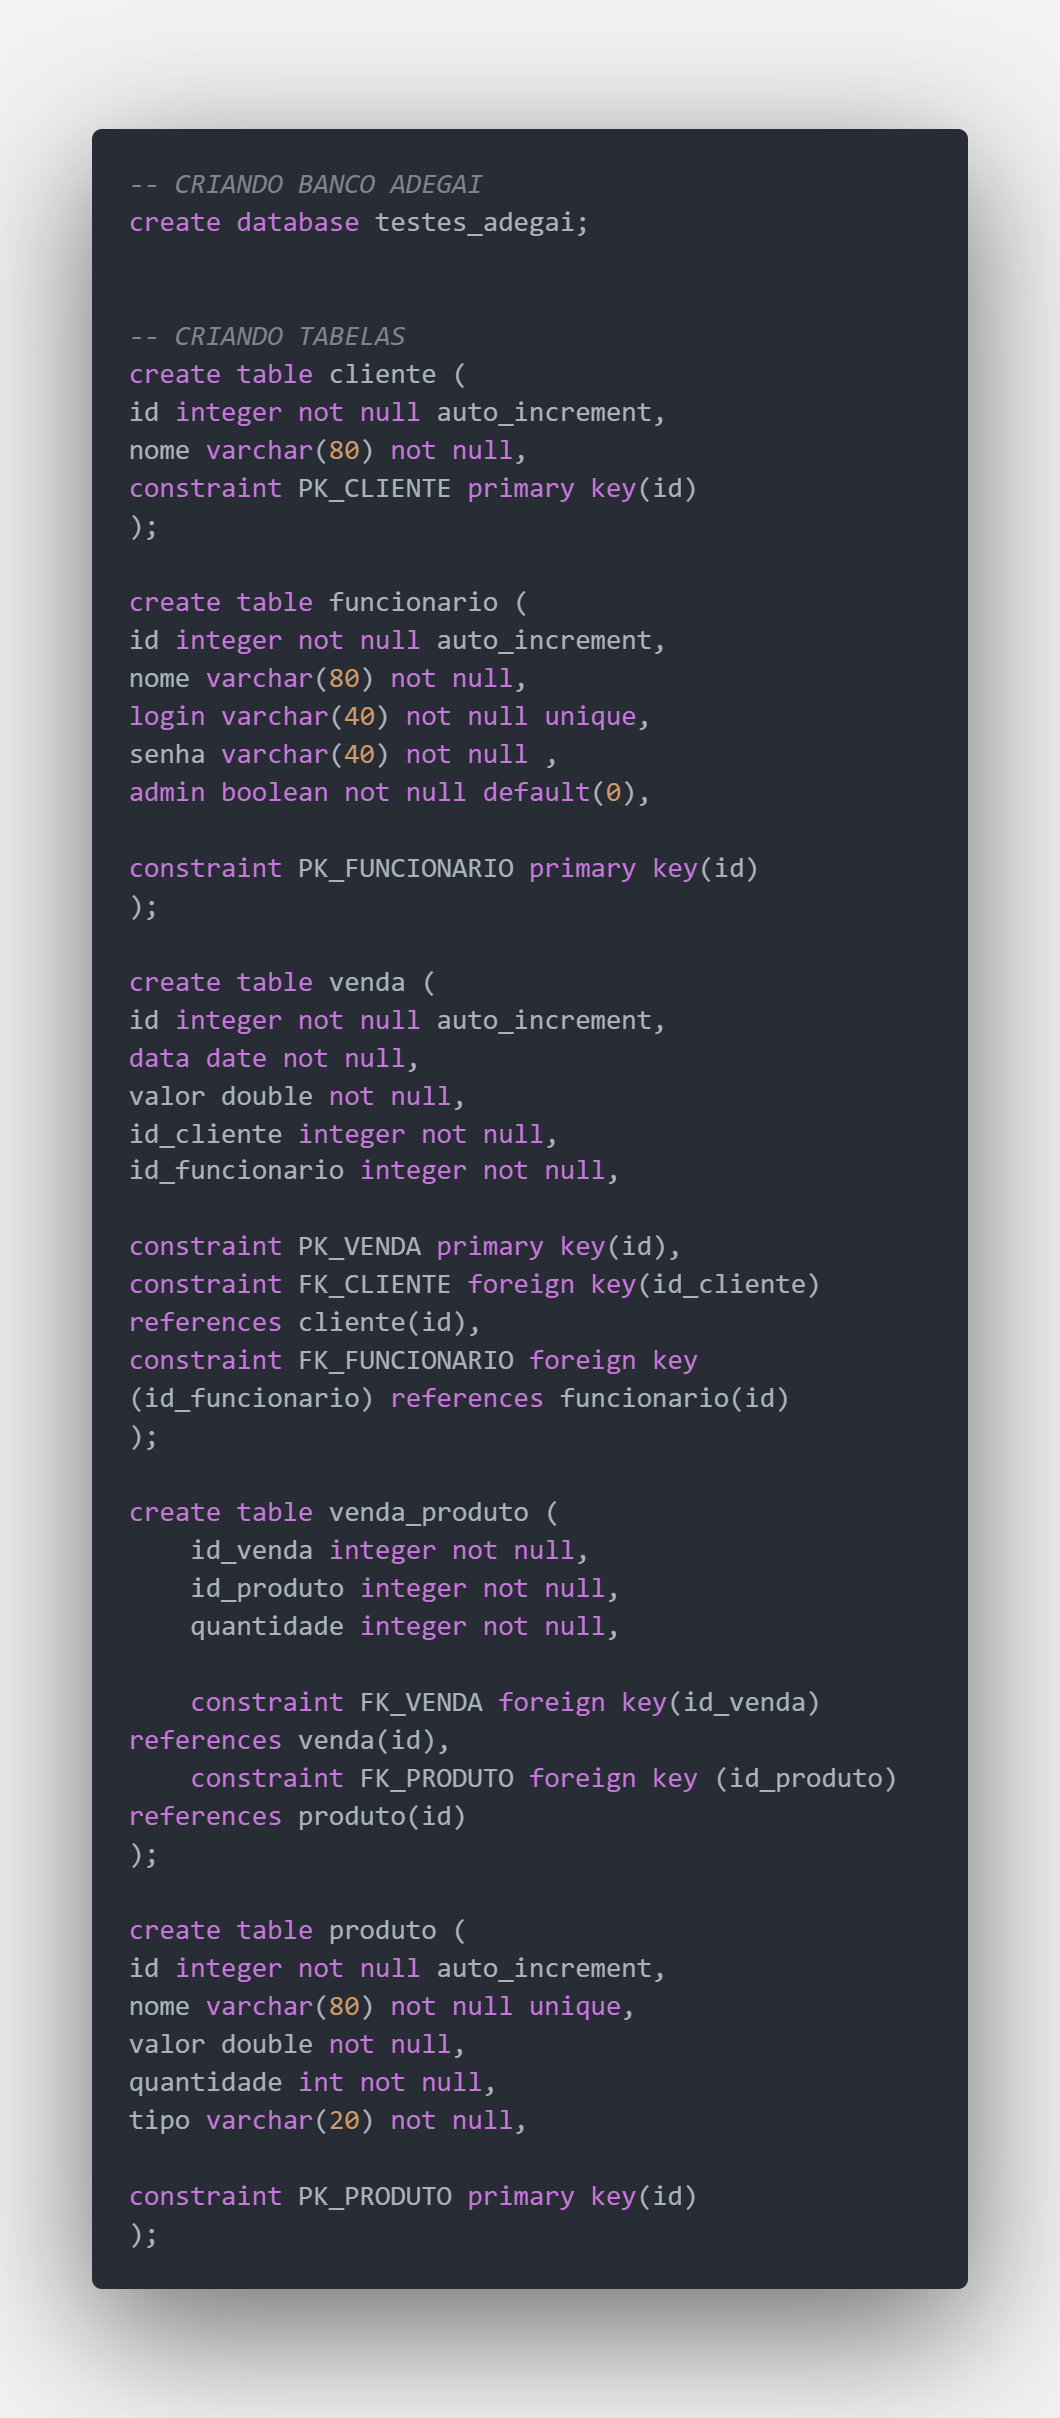 -- CRIANDO BANCO ADEGAI
create database testes_adegai;
-- CRIANDO TABELAS
create table cliente (
id integer not null auto_increment,
nome varchar(80) not null,
constraint PK_CLIENTE primary key(id)
);
create table funcionario (
id integer not null auto_increment,
nome varchar(80) not null,
login varchar(40) not null unique,
senha varchar(40) not null ,
admin boolean not null default(0),
constraint PK_FUNCIONARIO primary key(id)
);
create table venda (
id integer not null auto_increment,
data date not null,
valor double not null,
id_cliente integer not null,
id_funcionario integer not null,
constraint PK_VENDA primary key(id),
constraint FK_CLIENTE foreign key(id_cliente)
references cliente(id),
constraint FK_FUNCIONARIO foreign key
(id_funcionario) references funcionario(id)
);
create table venda_produto (
    id_venda integer not null,
    id_produto integer not null,
    quantidade integer not null,
    constraint FK_VENDA foreign key(id_venda)
references venda(id),
    constraint FK_PRODUTO foreign key (id_produto)
references produto(id)
);
create table produto (
id integer not null auto_increment,
nome varchar(80) not null unique,
valor double not null,
quantidade int not null,
tipo varchar(20) not null,
constraint PK_PRODUTO primary key(id)
);